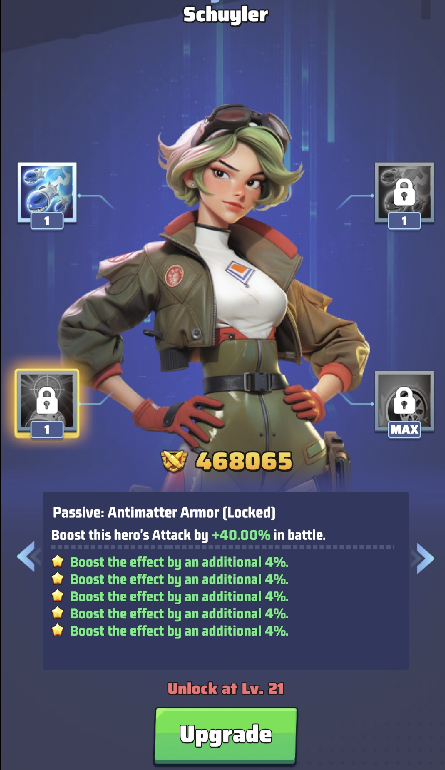 Schuyler
1
1
1
MAX
468065
Passive: Antimatter Armor (Locked)
Boost this hero's Attack by +40.00% in battle.
Boost the effect by an additional 4%.
Boost the effect by an additional 4%.
Boost the effect by an additional 4%.
Boost the effect by an additional 4%.
Boost the effect by an additional 4%.
Unlock at Lv. 21
Upgrade